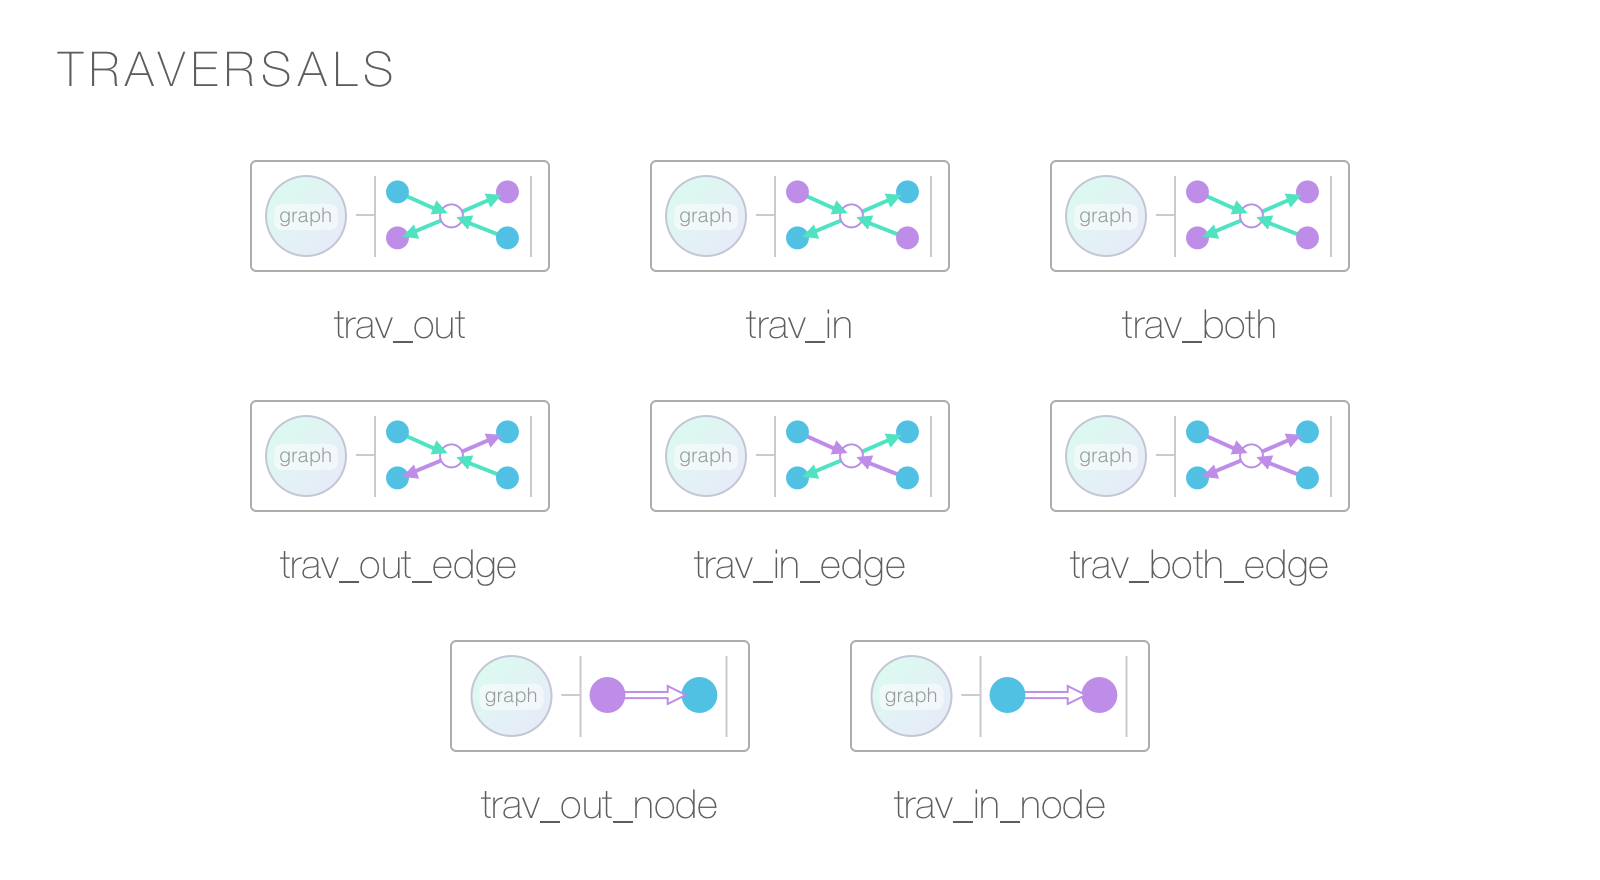 TRAVERSALS
graph
graph
graph
trav_out
trav_in
trav_both
graph
graph
graph
trav_out_edge
trav_in_edge
trav_both_edge
graph
graph
trav_out_node
trav_in_node